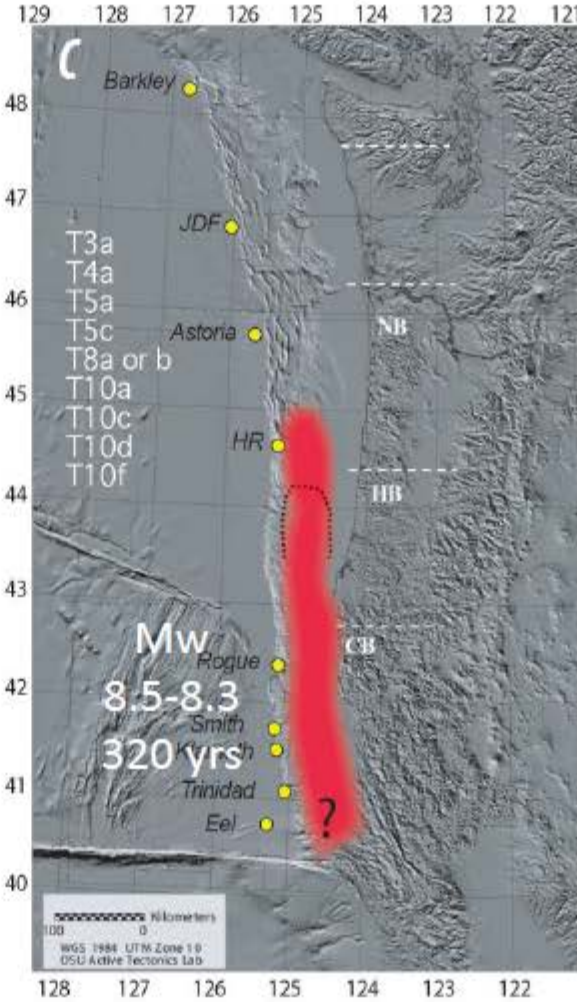 129 128 127 126 125 124 123 122 121
C
Barkley
48
47
JDF
T3a
T4a
T5a
T5c
T8a or b
T10a
T10c
T10d
T10f
46
Astoria
NB
45
HR
44
HB
43
Mw
8.5-8.3
320 yrs
Rogue
CB
42
Smith
41
Trinidad
Eel
?
40
Kilometers
100 0
WGS 1984 UTM Zone 10
OSU Active Tectonics Lab
128 127 126 125 124 123 122